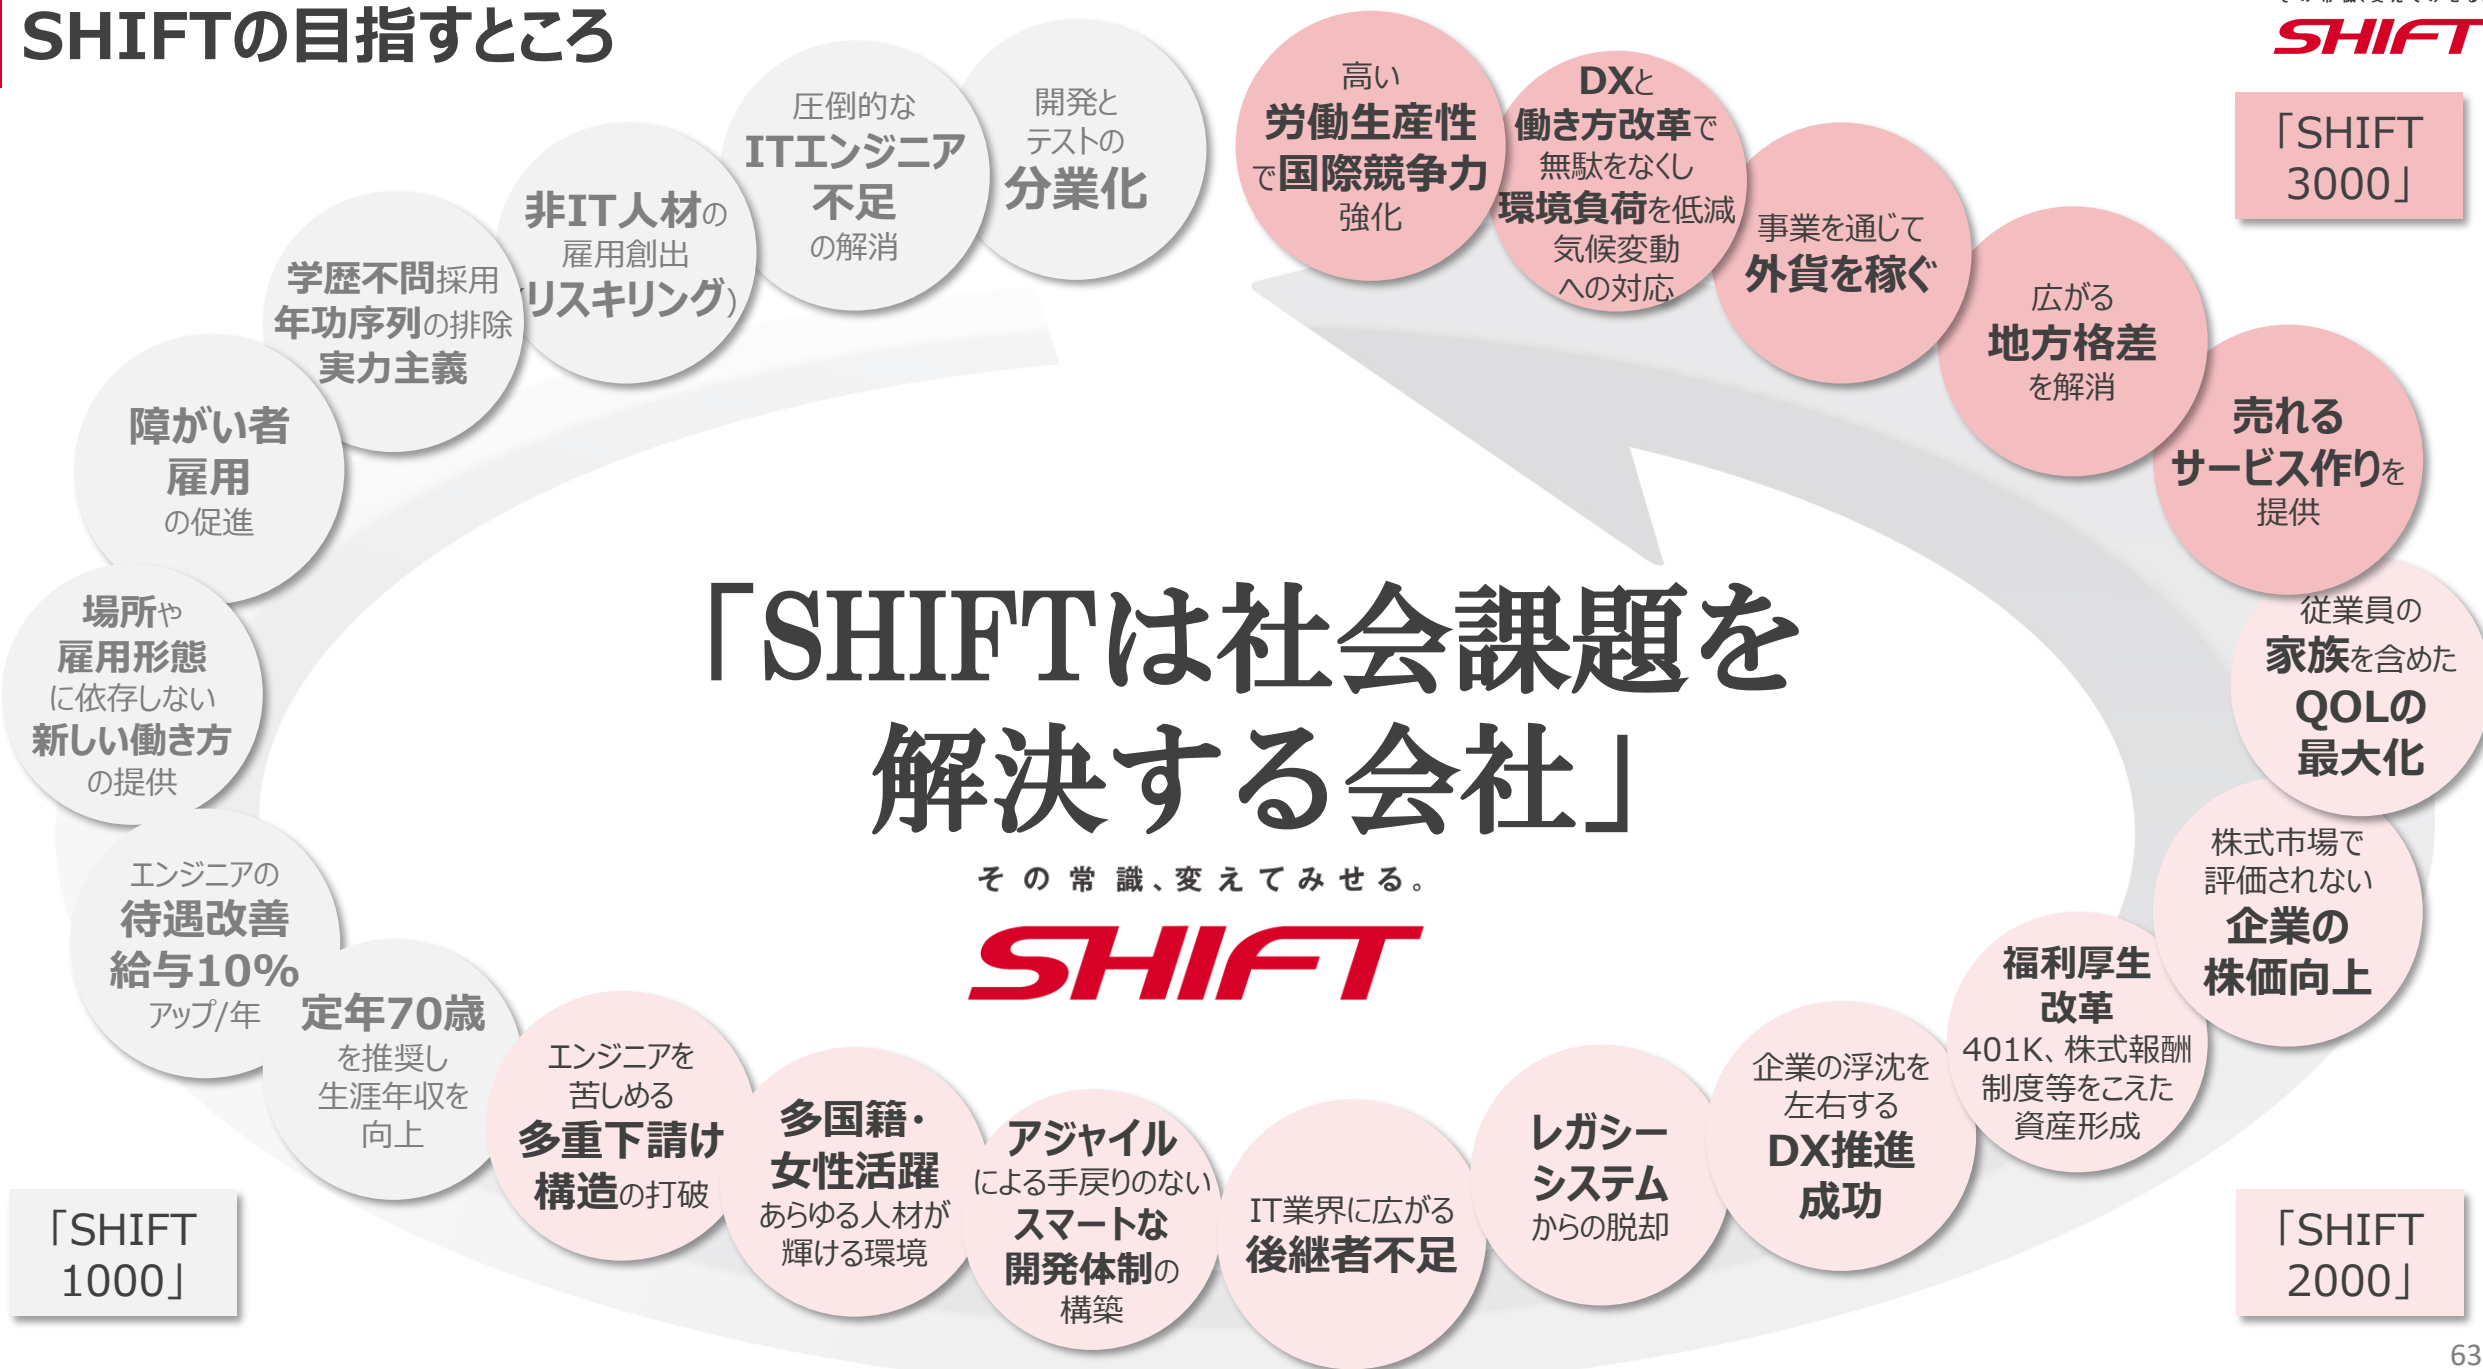 SHIFTの目指すところ
その常識、変えてみせる。
SHIFT
開発と
テストの
分業化
圧倒的な
ITエンジニア
不足
の解消
非IT人材の
雇用創出
(リスキリング)
学歴不問採用
年功序列の排除
実力主義
障がい者
雇用
の促進
場所や
雇用形態
に依存しない
新しい働き方
の提供
エンジニアの
待遇改善
給与10%
アップ/年
定年70歳
を推奨し
生涯年収を
向上
「SHIFT
1000」
エンジニアを
苦しめる
多重下請け
構造の打破
多国籍・
女性活躍
あらゆる人材が
輝ける環境
アジャイル
による手戻りのない
スマートな
開発体制の
構築
IT業界に広がる
後継者不足
レガシー
システム
からの脱却
企業の浮沈を
左右する
DX推進
成功
福利厚生
改革
401K、株式報酬
制度等をこえた
資産形成
株式市場で
評価されない
企業の
株価向上
従業員の
家族を含めた
QOLの
最大化
「SHIFT
2000」
売れる
サービス作りを
提供
広がる
地方格差
を解消
事業を通じて
外貨を稼ぐ
DXと
働き方改革で
無駄をなくし
環境負荷を低減
気候変動
への対応
高い
労働生産性
で国際競争力
強化
「SHIFT
3000」
「SHIFTは社会課題を
解決する会社」
その常識、変えてみせる。
SHIFT
63